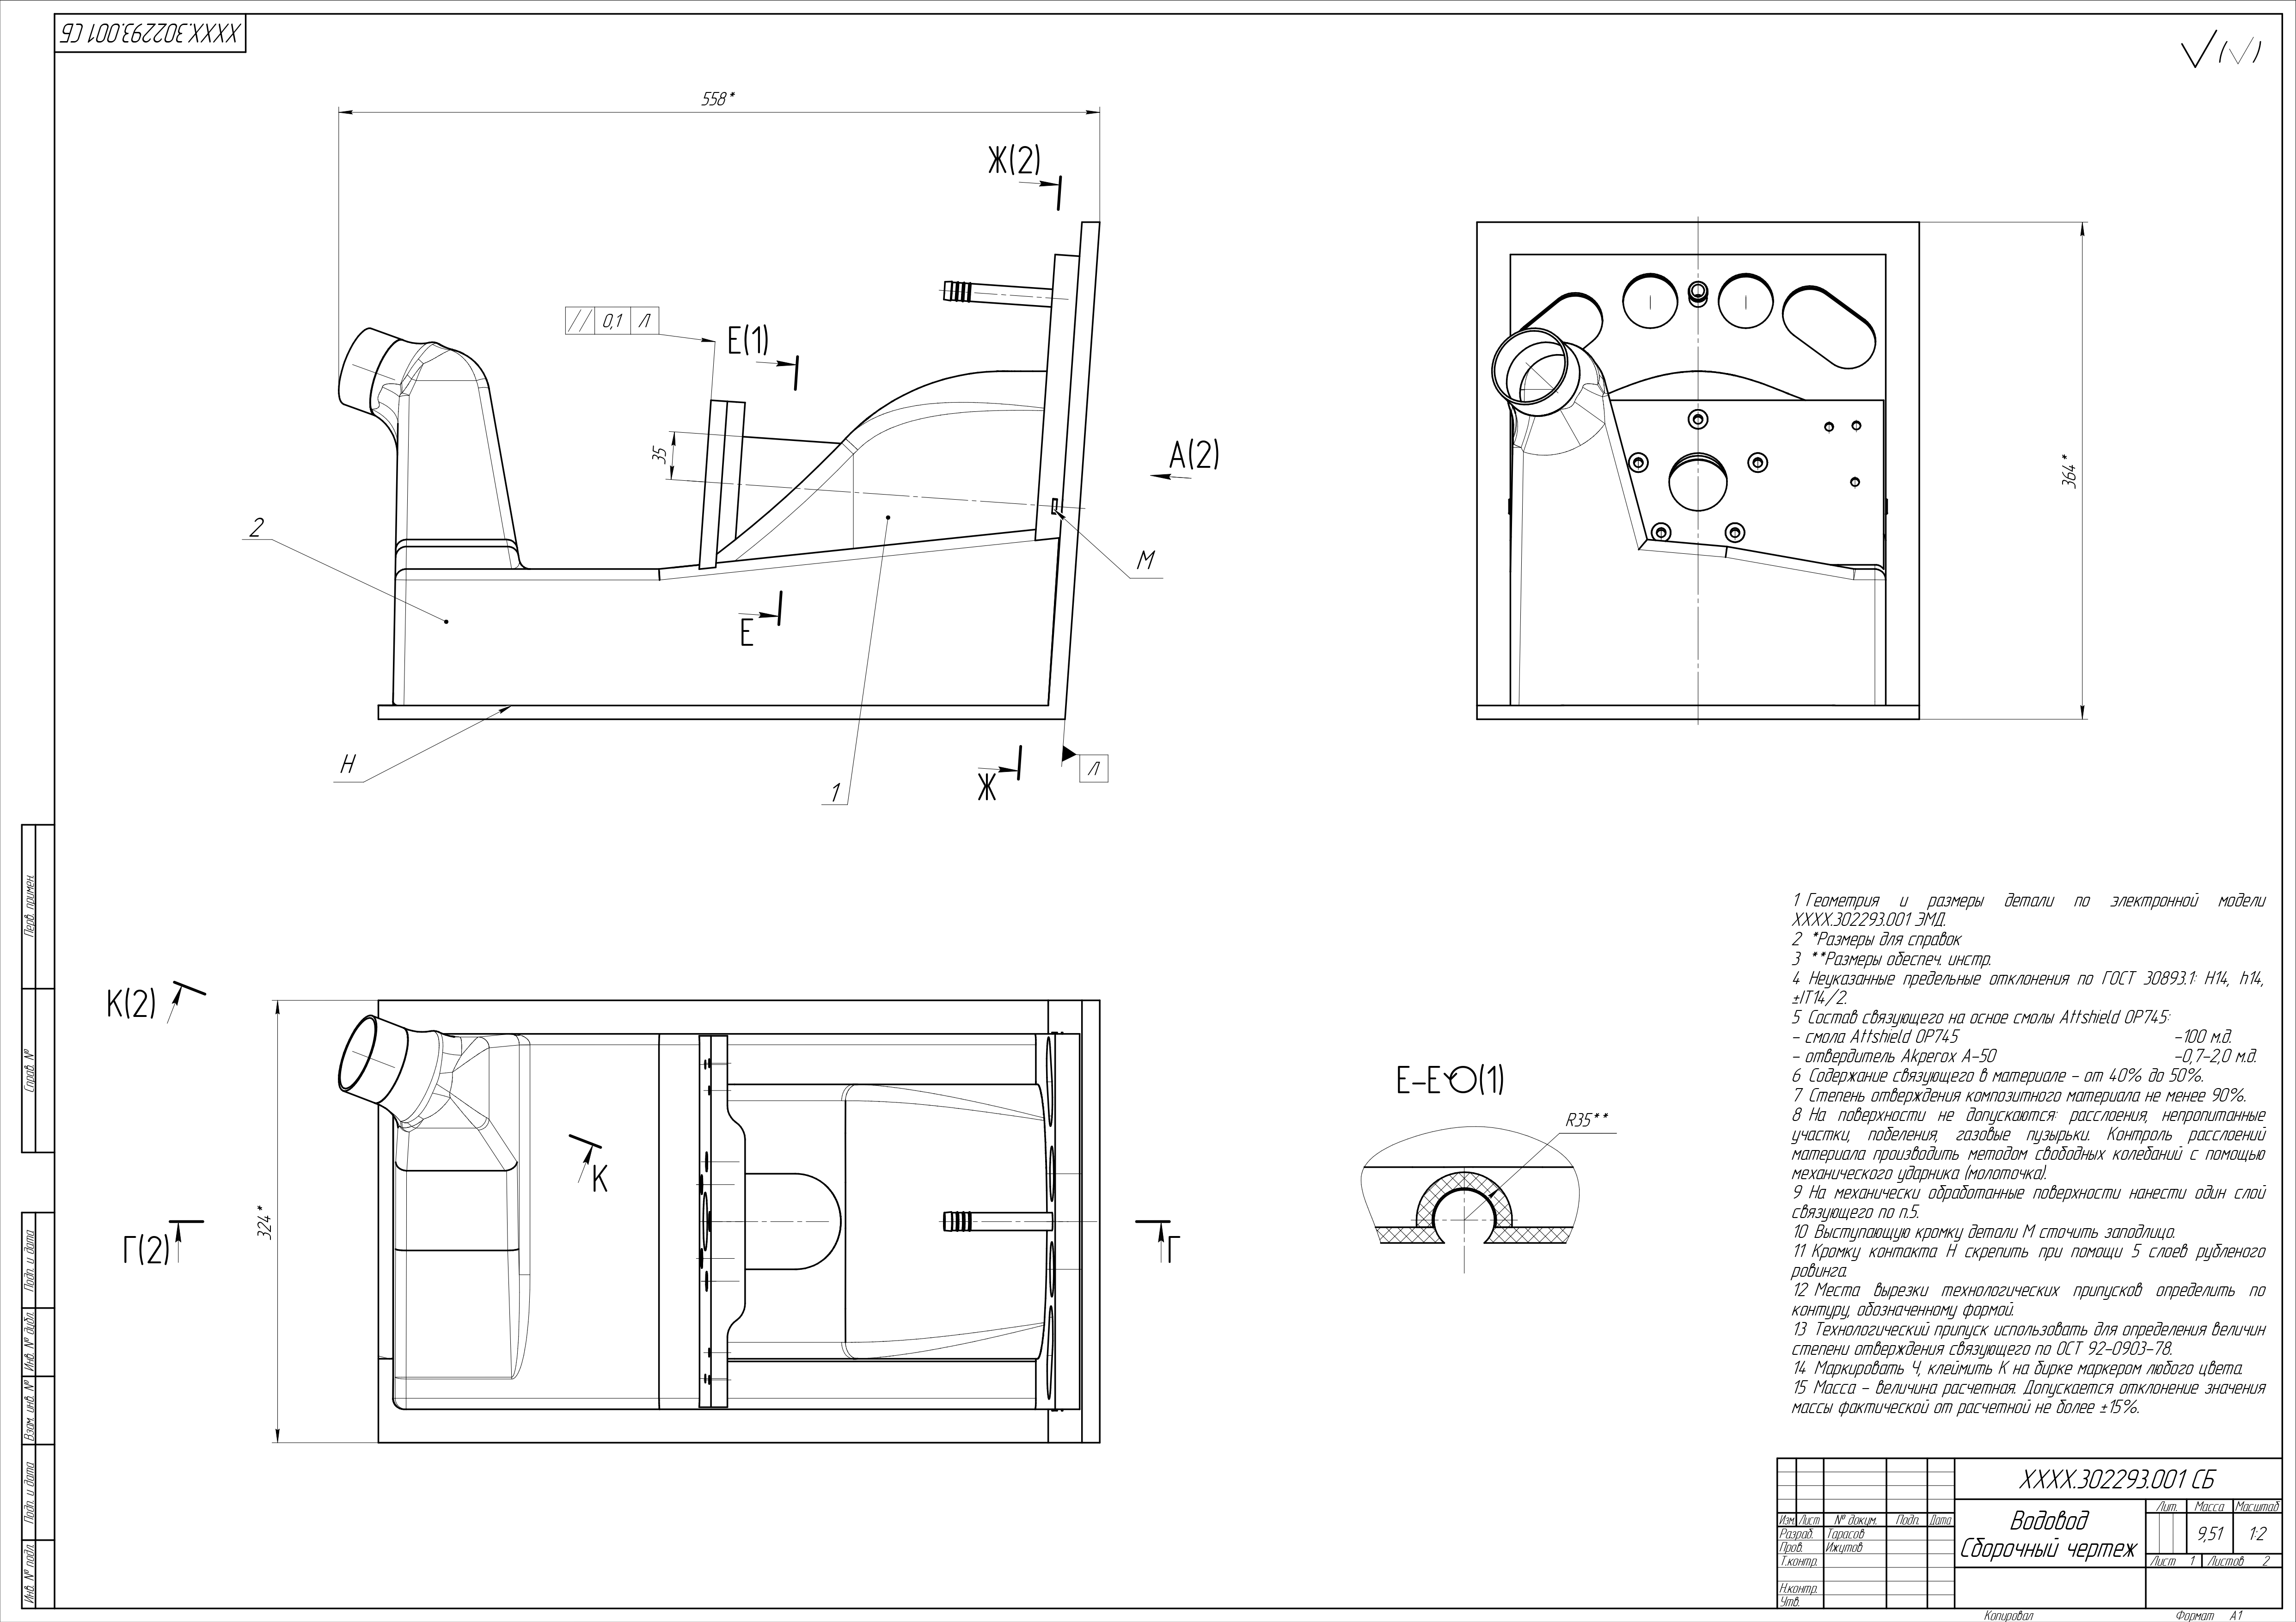 XXXX.302293.001 СБ
√(√)
558*
Ж(2)
// 0,1 Л
Е(1)
35
А(2)
2
М
Е
Н
Ж
Л
1
364*
К(2)
К
Г(2)
Г
324*
Е-Е (1)
R35**
1 Геометрия и размеры детали по электронной модели
XXXX.302293.001 ЭМД.
2 *Размеры для справок
3 **Размеры обеспеч. инстр.
4 Неуказанные предельные отклонения по ГОСТ 30893.1: H14, h14,
±IT14/2.
5 Состав связующего на осное смолы Attshield OP745:
- смола Attshield OP745 -100 м.д.
- отвердитель Akperox A-50 -0,7-2,0 м.д.
6 Содержание связующего в материале - от 40% до 50%.
7 Степень отверждения композитного материала не менее 90%.
8 На поверхности не допускаются: расслоения, непропитанные
участки, побеления, газовые пузырьки. Контроль расслоений
материала производить методом свободных колебаний с помощью
механического ударника (молоточка).
9 На механически обработанные поверхности нанести один слой
связующего по п.5.
10 Выступающую кромку детали М сточить заподлицо.
11 Кромку контакта Н скрепить при помощи 5 слоев рубленого
ровинга.
12 Места вырезки технологических припусков определить по
контуру, обозначенному формой.
13 Технологический припуск использовать для определения величин
степени отверждения связующего по ОСТ 92-0903-78.
14 Маркировать Ч, клеймить К на бирке маркером любого цвета.
15 Масса - величина расчетная. Допускается отклонение значения
массы фактической от расчетной не более ±15%.
Перв. примен.
Справ. №
Подп. и дата
Инв. № дубл.
Взам. инв. №
Подп. и дата
Инв. № подл.
XXXX.302293.001 СБ
Водовод
Сборочный чертеж
Лит. Масса Масштаб
9,51 1:2
Лист 1 Листов 2
Изм. Лист № докум. Подп. Дата
Разраб. Тарасов
Пров. Ижутов
Т.контр.
Н.контр.
Утв.
Копировал Формат А1